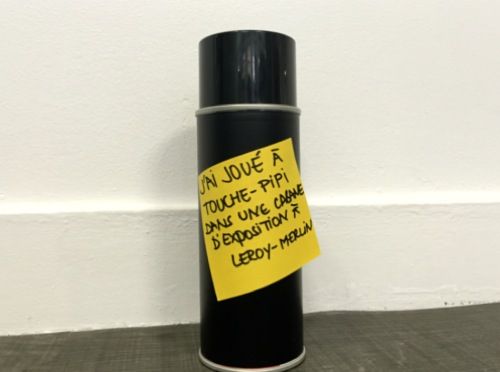 J'AI JOUÉ À
TOUCHE-PIPI
DANS UNE CABANE
D'EXPOSITION À
LEROY-MERLIN